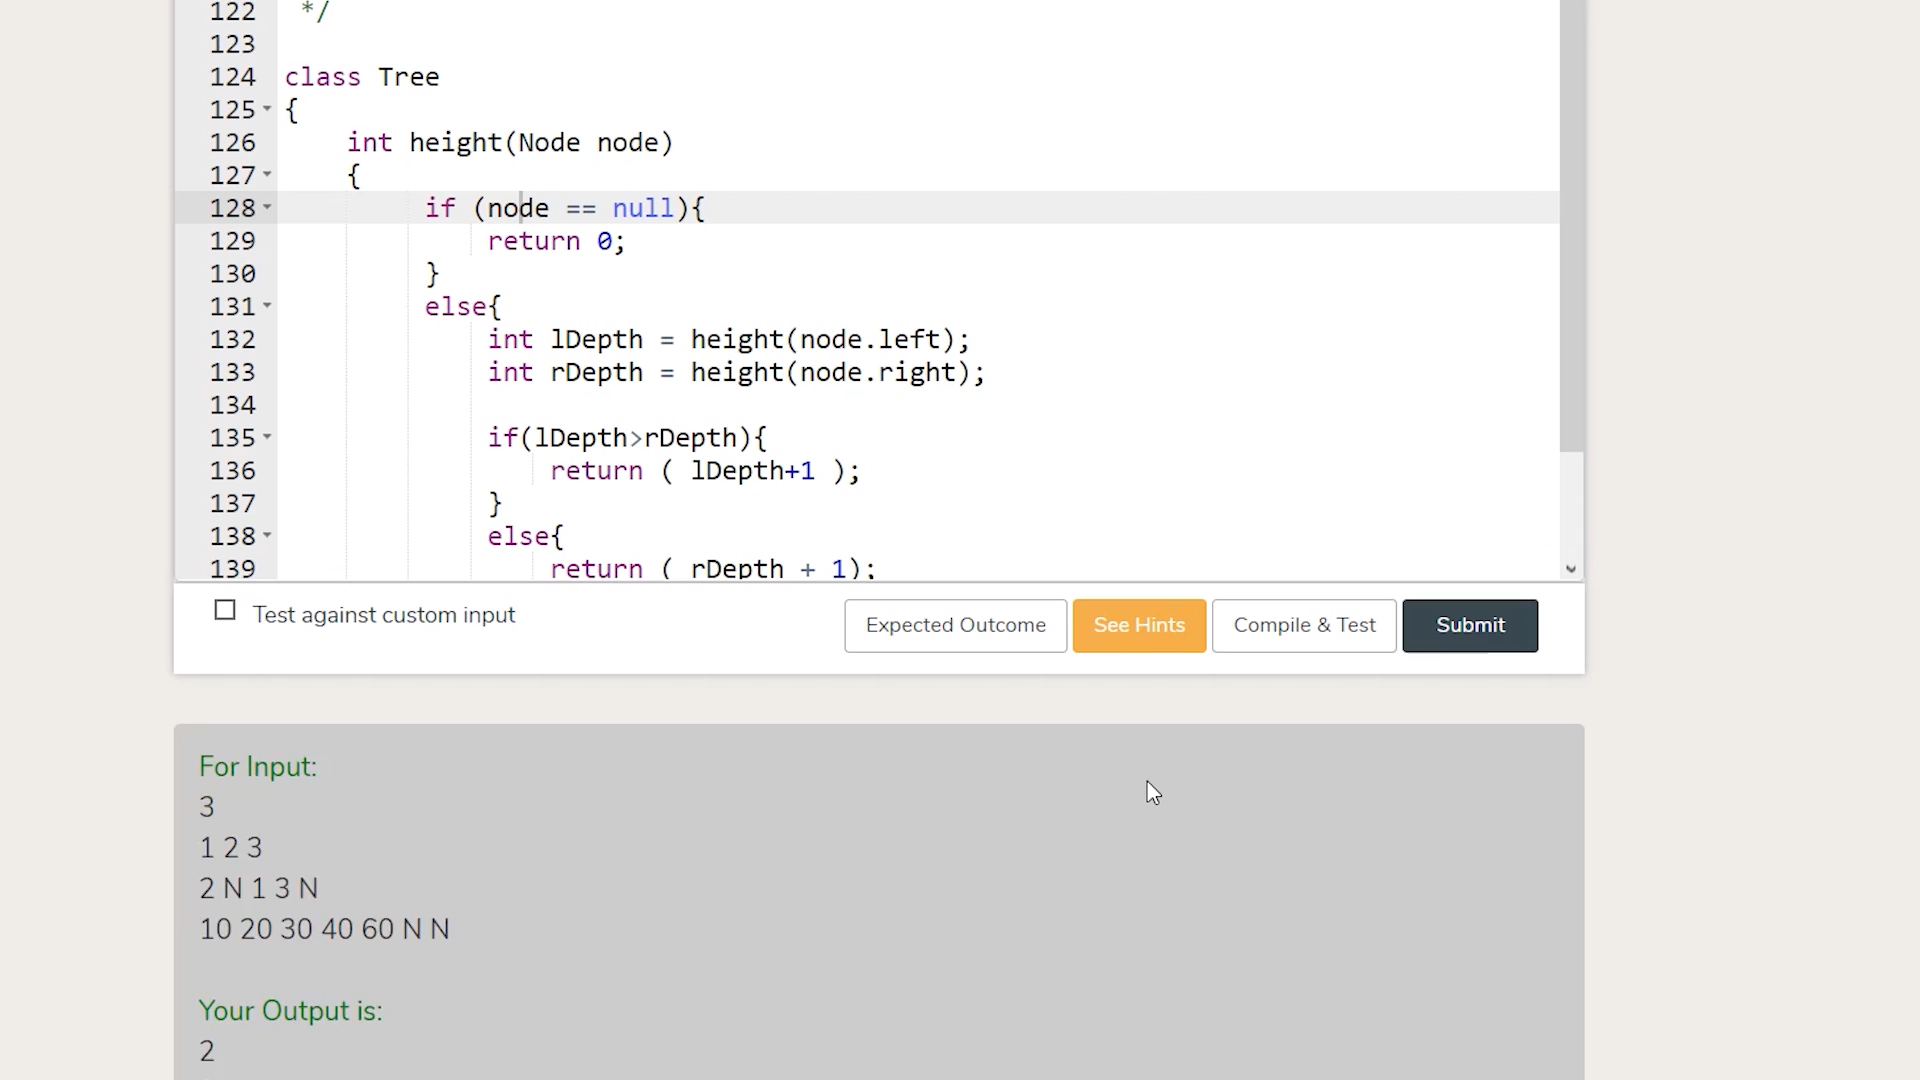 122 */
123
124 class Tree
125 {
126 int height(Node node)
127 {
128 if (node == null){
129 return 0;
130 }
131 else{
132 int lDepth = height(node.left);
133 int rDepth = height(node.right);
134
135 if(lDepth>rDepth){
136 return ( lDepth+1 );
137 }
138 else{
139 return ( rDepth + 1);
Test against custom input
Expected Outcome
See Hints
Compile & Test
Submit
For Input:
3
1 2 3
2 N 1 3 N
10 20 30 40 60 N N
Your Output is:
2